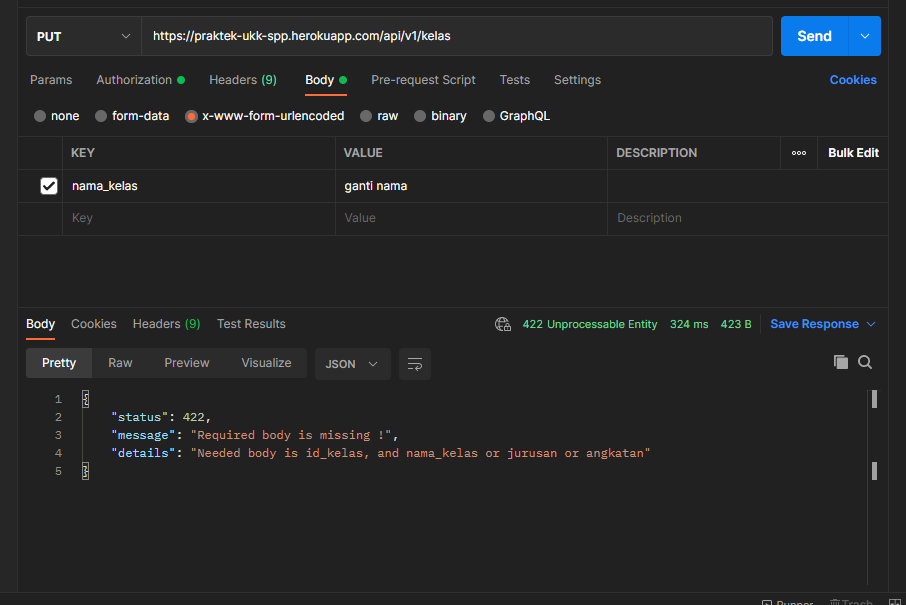 PUT https://praktek-ukk-spp.herokuapp.com/api/v1/kelas Send
Params Authorization Headers (9) Body Pre-request Script Tests Settings Cookies
none form-data x-www-form-urlencoded raw binary GraphQL
KEY VALUE DESCRIPTION Bulk Edit
nama_kelas ganti nama
Key Value Description
Body Cookies Headers (9) Test Results 422 Unprocessable Entity 324 ms 423 B Save Response
Pretty Raw Preview Visualize JSON
1 {
2 "status": 422,
3 "message": "Required body is missing !",
4 "details": "Needed body is id_kelas, and nama_kelas or jurusan or angkatan"
5 }
Runner Trash